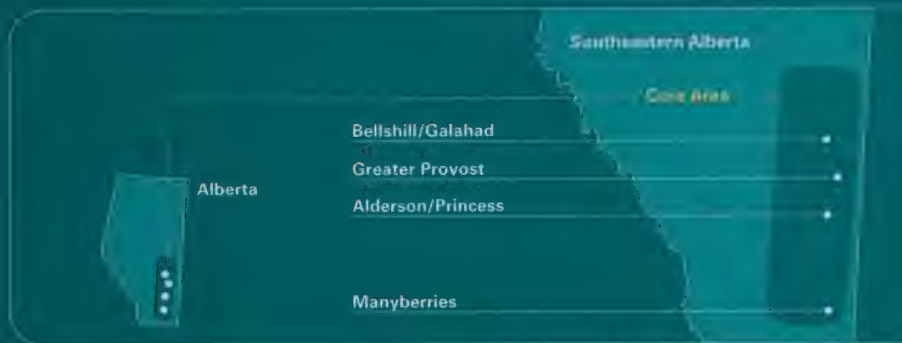 Southeastern Alberta
Core Area
Bellshill/Galahad
Greater Provost
Alberta
Alderson/Princess
Manyberries